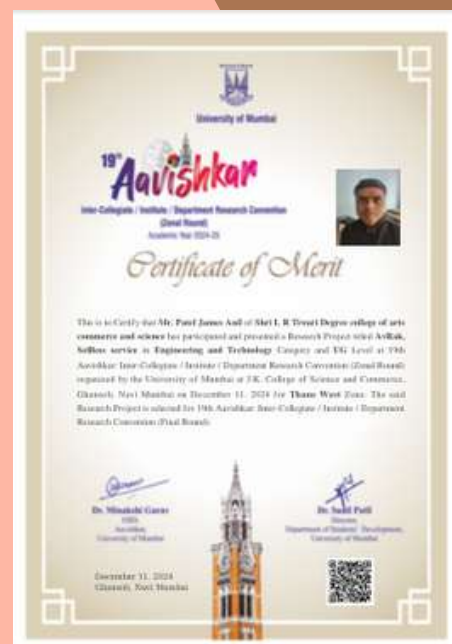 University of Mumbai
19th
Aavishkar
Inter-Collegiate / Institute / Department Research Convention
(Zonal Round)
Academic Year 2024-25
Certificate of Merit
This is to Certify that Mr. Patel James Anil of Shri L. R Tiwari Degree college of arts
commerce and science has participated and presented a Research Project titled
Selfless service in Engineering and Technology Category and UG Level at 19th
Aavishkar Inter-Collegiate / Institute / Department Research Convention (Zonal Round)
organized by the University of Mumbai at J.K. College of Science and Commerce,
Ghansoli, Navi Mumbai on December 11, 2024 for Thane West Zone. The said
Research Project is selected for 19th Aavishkar Inter-Collegiate / Institute / Department
Research Convention (Final Round).
Dr. Minakshi Gurav
Aavishkar
University of Mumbai
Dr. Sunil Patil
Director
Department of Students' Development,
University of Mumbai
December 11, 2024
Ghansoli, Navi Mumbai